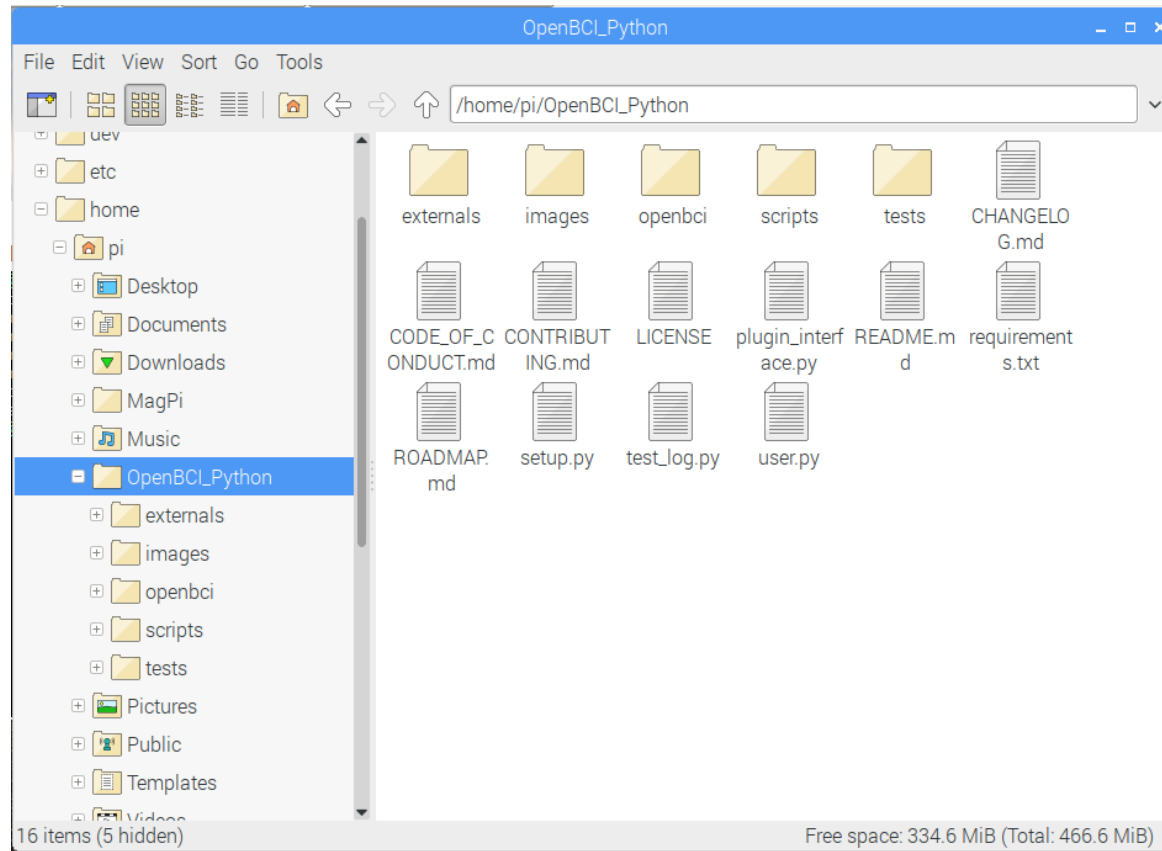 OpenBCI_Python
File Edit View Sort Go Tools
/home/pi/OpenBCI_Python
dev
etc
home
pi
Desktop
Documents
Downloads
MagPi
Music
OpenBCI_Python
externals
images
openbci
scripts
tests
Pictures
Public
Templates
Videos
externals images openbci scripts tests CHANGELO
G.md
CODE_OF_C CONTRIBUT LICENSE plugin_interf README.m requirement
ONDUCT.md ING.md ace.py d s.txt
ROADMAP. setup.py test_log.py user.py
md
16 items (5 hidden) Free space: 334.6 MiB (Total: 466.6 MiB)